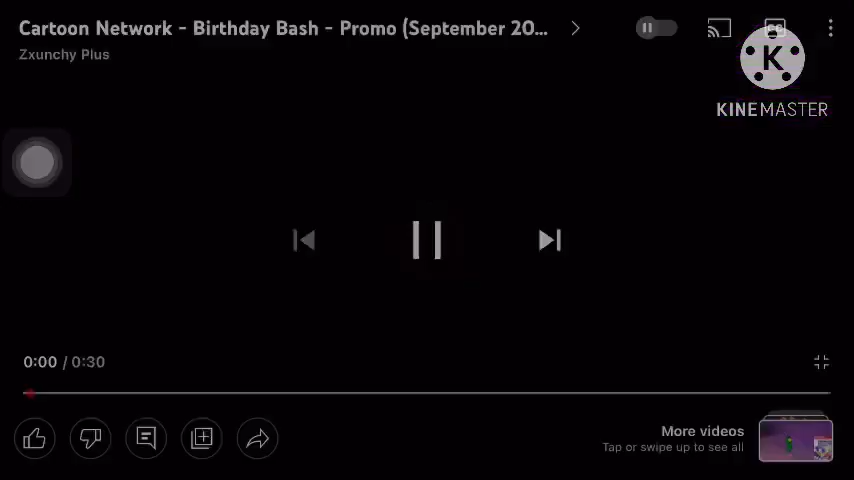 Cartoon Network - Birthday Bash - Promo (September 20...
Zxunchy Plus
CC
K
KINEMASTER
0:00 / 0:30
More videos
Tap or swipe up to see all